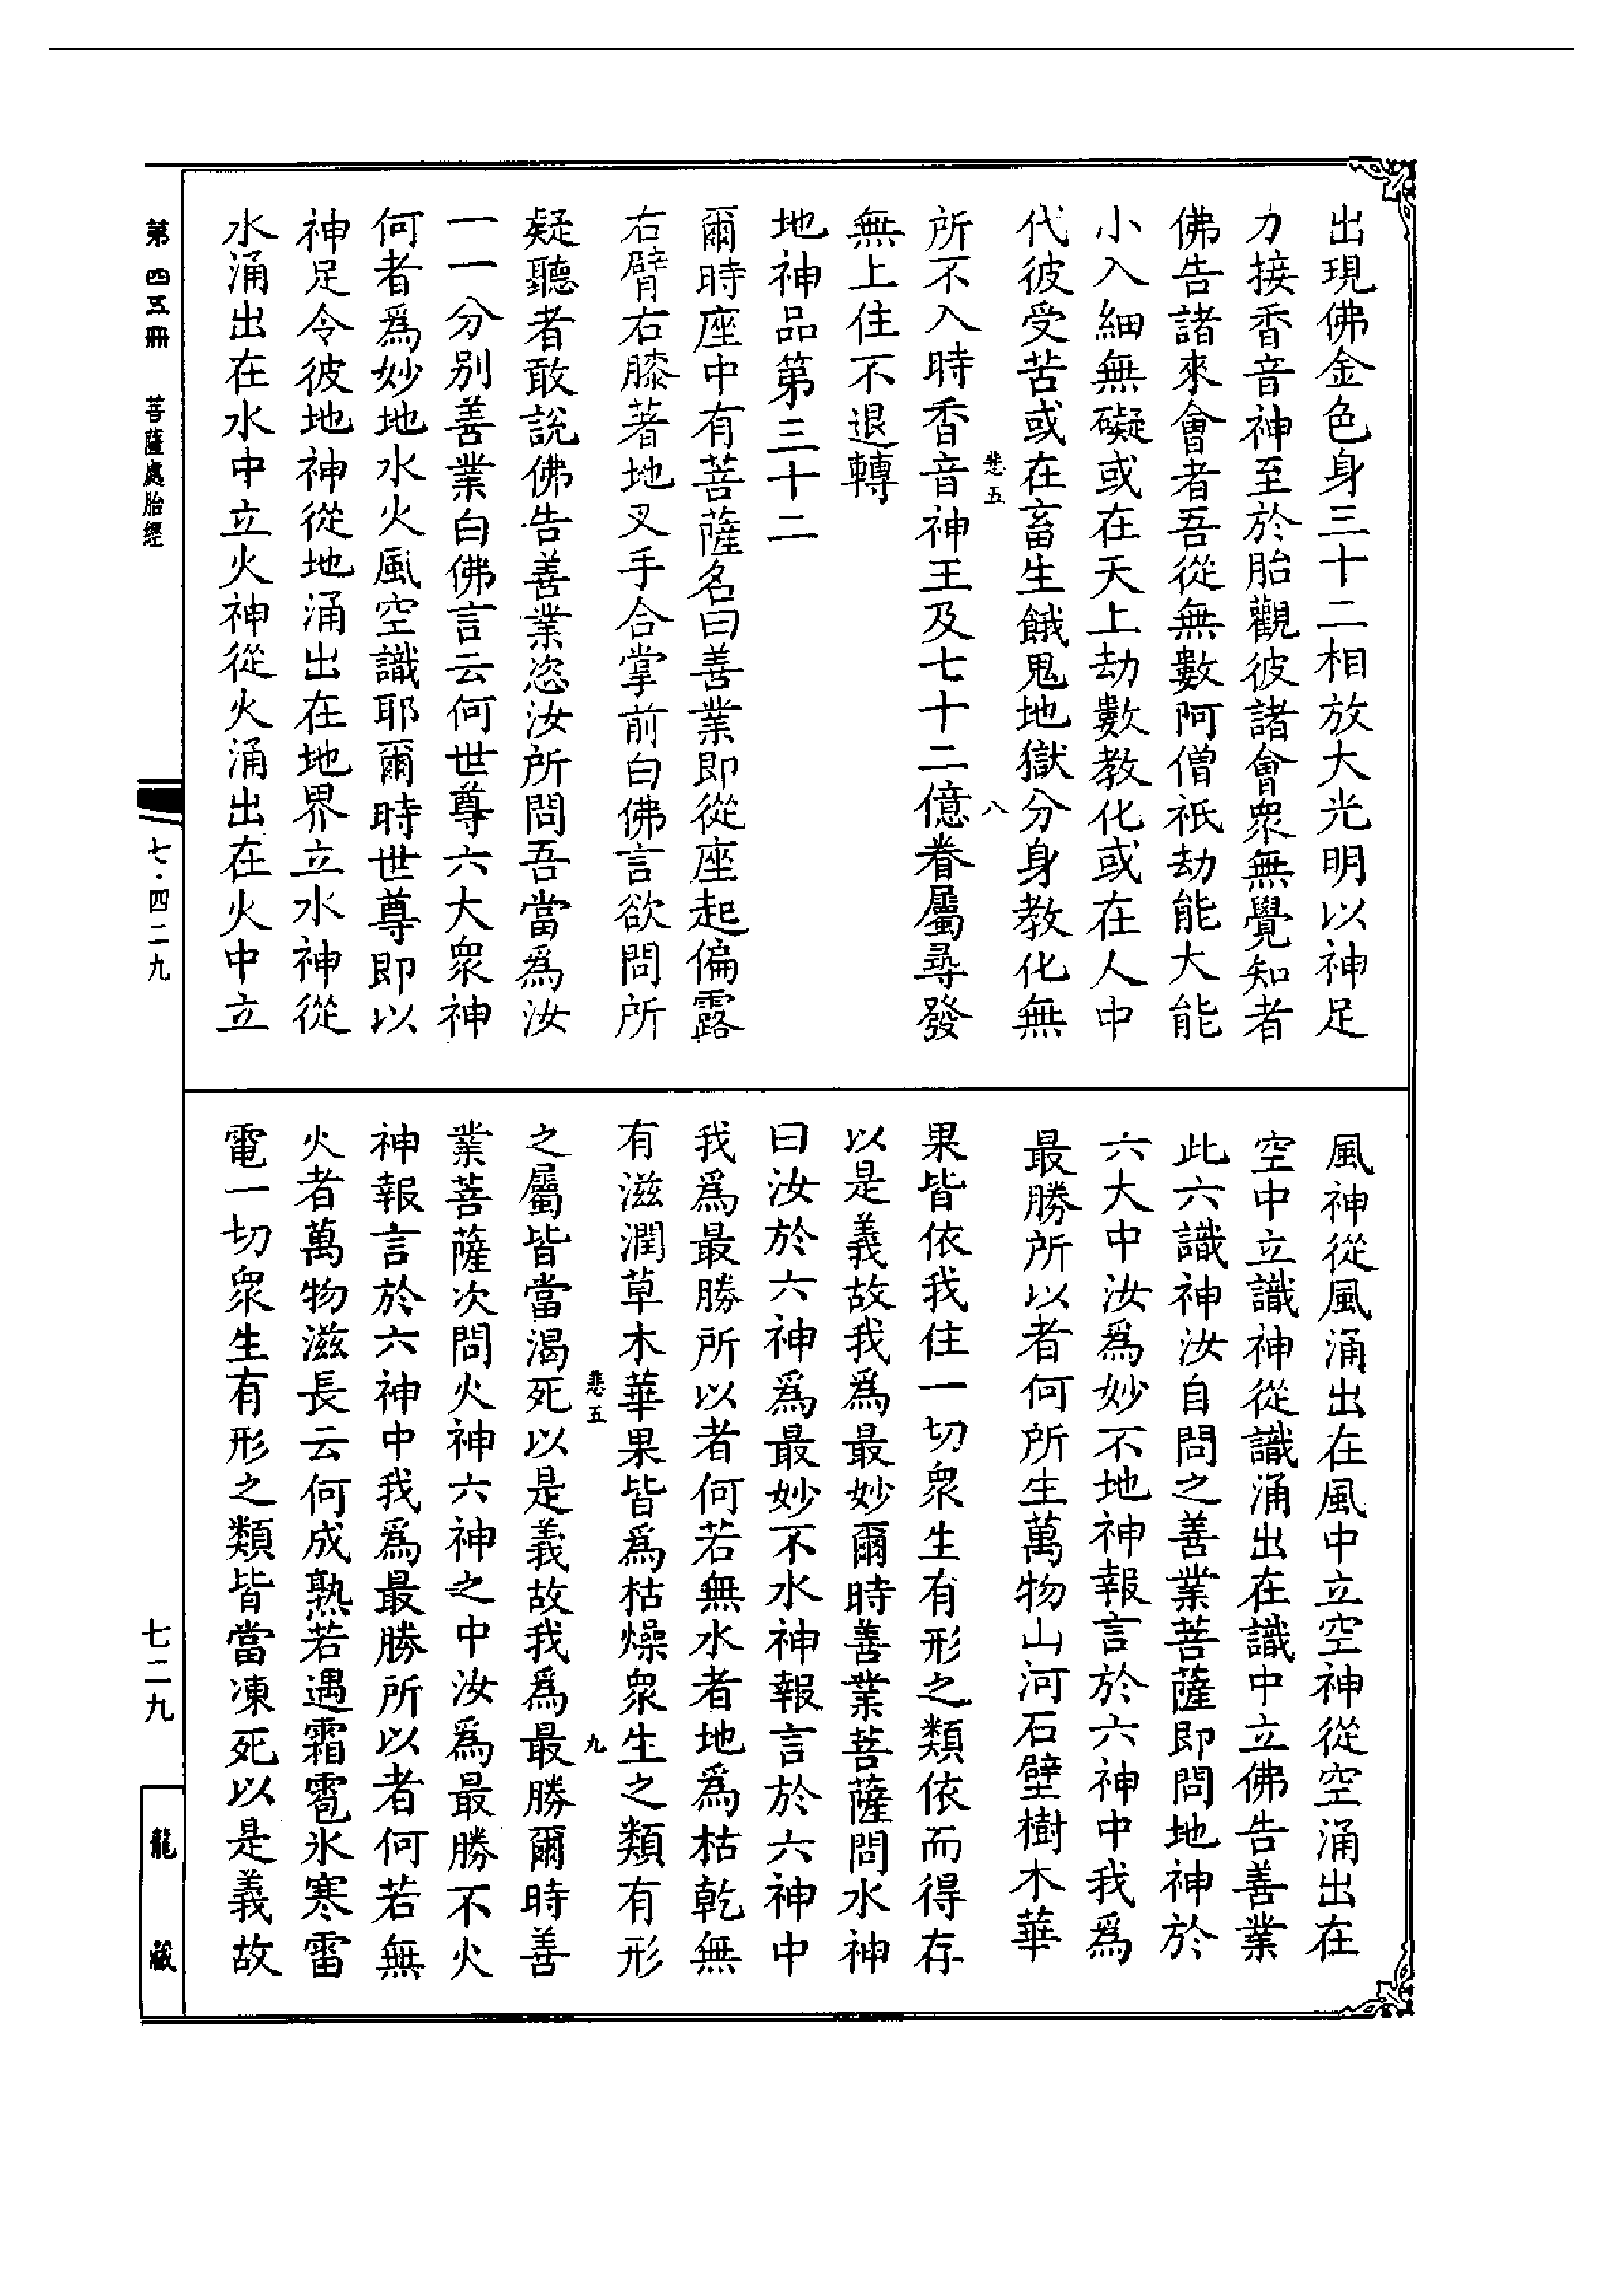 出現佛金色身三十二相放大光明以神足
力接香音神至於胎觀彼諸會眾無覺知者
佛告諸來會者吾從無數阿僧祇劫能大能
小入細無礙或在天上劫數教化或在人中
代彼受苦或在畜生餓鬼地獄分身教化無
悲五 八
所不入時香音神王及七十二億眷屬尋發
無上住不退轉
地神品第三十二
爾時座中有菩薩名曰善業即從座起偏露
右臂右膝著地叉手合掌前白佛言欲問所
疑聽者敢說佛告善業恣汝所問吾當為汝
一一分別善業白佛言云何世尊六大眾神
何者為妙地水火風空識耶爾時世尊即以
神足令彼地神從地涌出在地界立水神從
水涌出在水中立火神從火涌出在火中立
風神從風涌出在風中立空神從空涌出在
空中立識神從識涌出在識中立佛告善業
此六識神汝自問之善業菩薩即問地神於
六大中汝為妙不地神報言於六神中我為
最勝所以者何所生萬物山河石壁樹木華
果皆依我住一切眾生有形之類依而得存
以是義故我為最妙爾時善業菩薩問水神
曰汝於六神為最妙不水神報言於六神中
我為最勝所以者何若無水者地為枯乾無
有滋潤草木華果皆為枯燥眾生之類有形
悲五 九
之屬皆當渴死以是義故我為最勝爾時善
業菩薩次問火神六神之中汝為最勝不火
神報言於六神中我為最勝所以者何若無
火者萬物滋長云何成熟若遇霜雹氷寒雷
電一切眾生有形之類皆當凍死以是義故
第四五冊 菩薩處胎經
七·四二九
七二九
龍藏